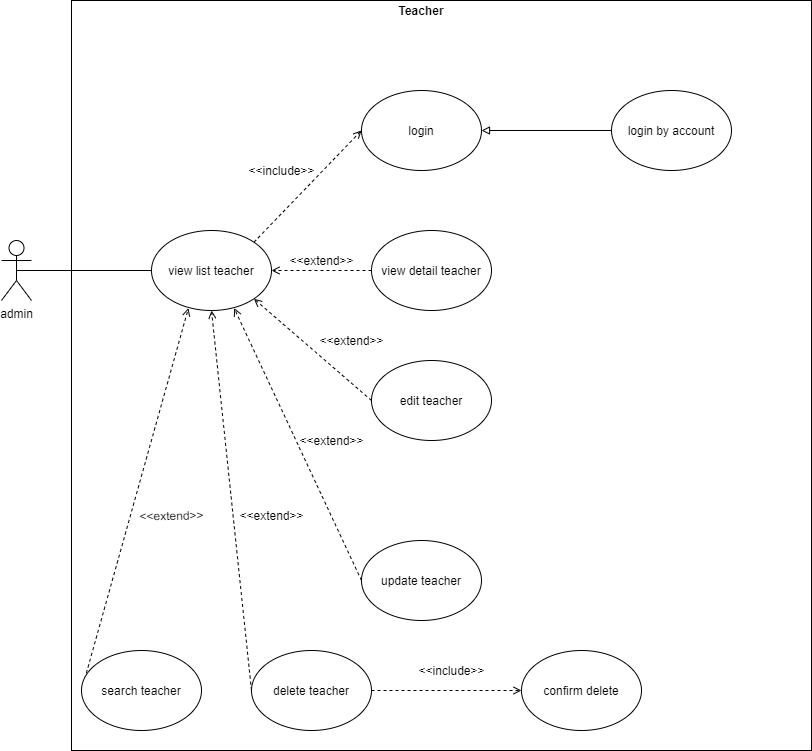 Teacher
login
login by account
<<include>>
view list teacher
<<extend>>
view detail teacher
admin
<<extend>>
edit teacher
<<extend>>
<<extend>>
<<extend>>
update teacher
search teacher
delete teacher
<<include>>
confirm delete